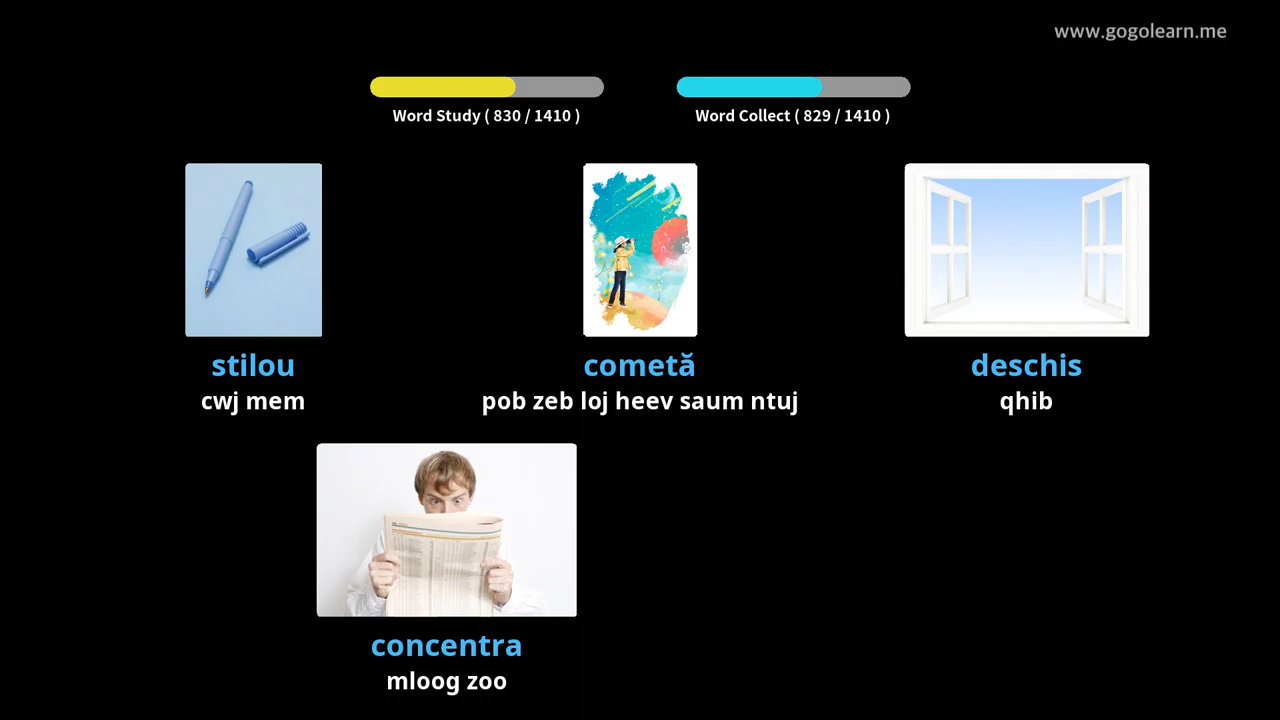 www.gogolearn.me
Word Study ( 830 / 1410 )
Word Collect ( 829 / 1410 )
stilou
cwj mem
cometă
pob zeb loj heev saum ntuj
deschis
qhib
concentra
mloog zoo